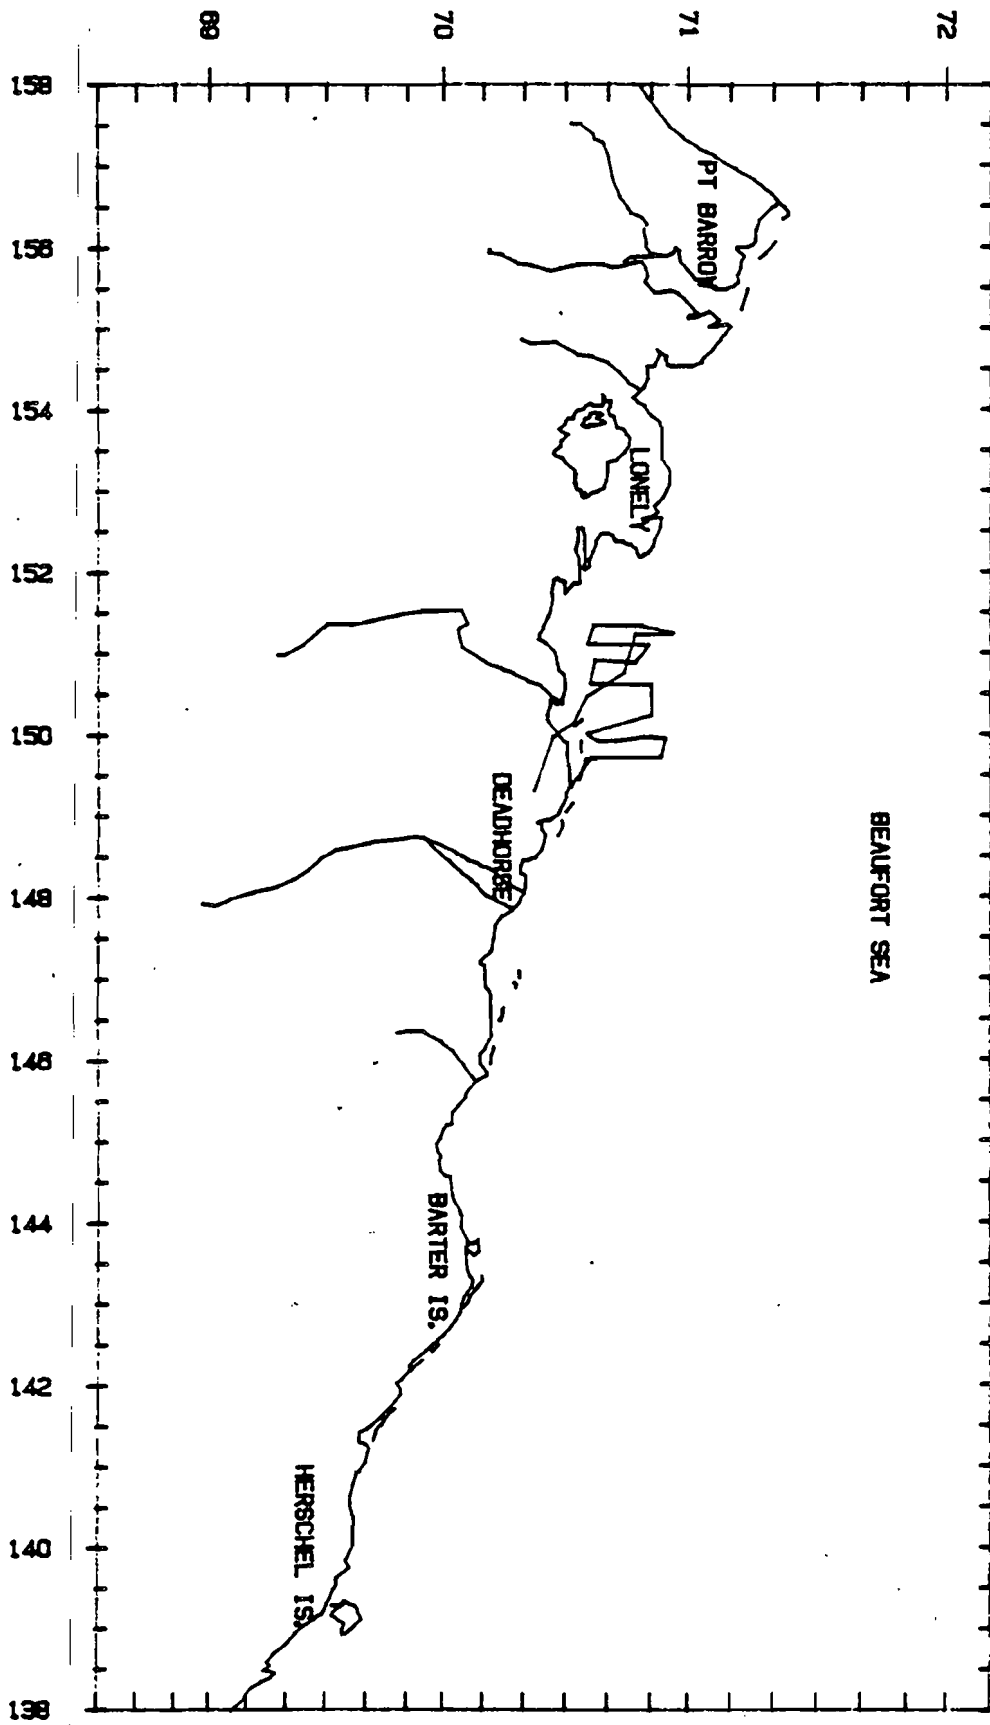 69
70
71
72
158
156
154
152
150
148
146
144
142
140
138
PT BARROW
LONELY
DEADHORSE
BEAUFORT SEA
BARTER IS.
HERSCHEL IS.